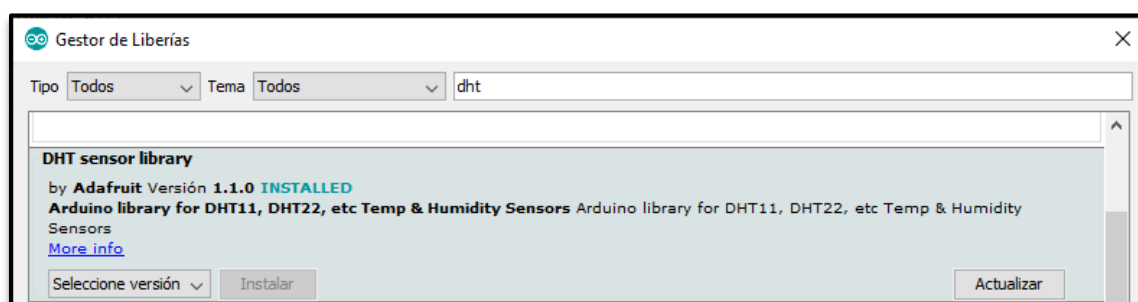 Gestor de Liberías
Tipo Todos Tema Todos dht
DHT sensor library
by Adafruit Versión 1.1.0 INSTALLED
Arduino library for DHT11, DHT22, etc Temp & Humidity Sensors Arduino library for DHT11, DHT22, etc Temp & Humidity
Sensors
More info
Seleccione versión Instalar Actualizar